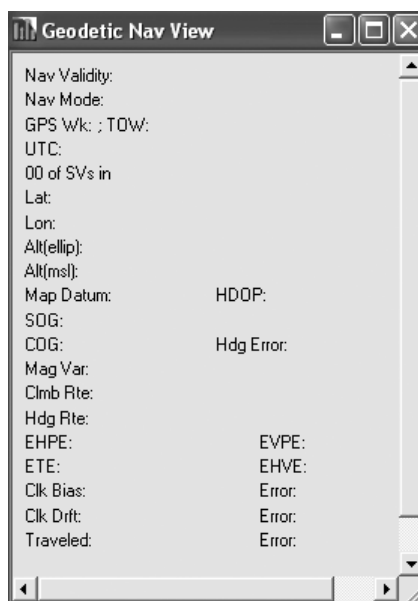 Geodetic Nav View
Nav Validity:
Nav Mode:
GPS Wk: ; TOW:
UTC:
00 of SVs in
Lat:
Lon:
Alt(ellip):
Alt(msl):
Map Datum: HDOP:
SOG:
COG: Hdg Error:
Mag Var:
Clmb Rte:
Hdg Rte:
EHPE: EVPE:
ETE: EHVE:
Clk Bias: Error:
Clk Drft: Error:
Traveled: Error: